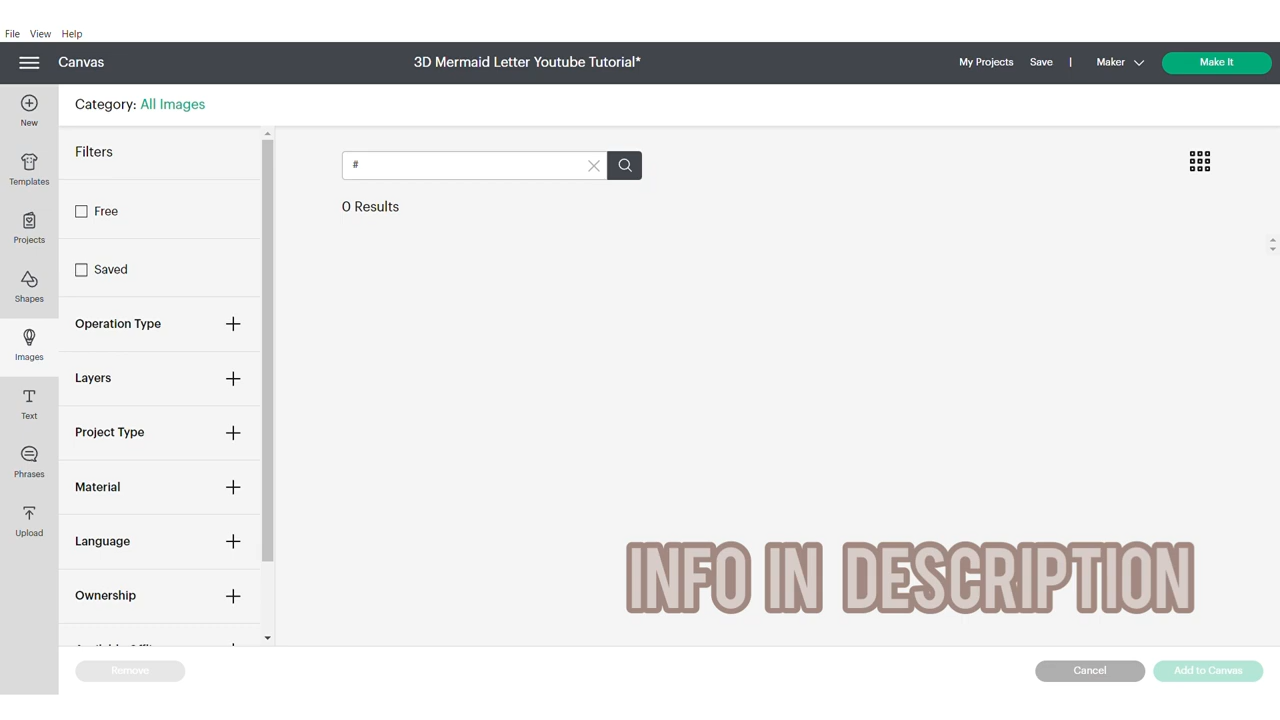 File View Help
Canvas
3D Mermaid Letter Youtube Tutorial*
My Projects Save | Maker Make It
New
Templates
Projects
Shapes
Images
Text
Phrases
Upload
Category: All Images
Filters
Free
Saved
Operation Type
Layers
Project Type
Material
Language
Ownership
#
0 Results
INFO IN DESCRIPTION
Remove
Cancel
Add to Canvas